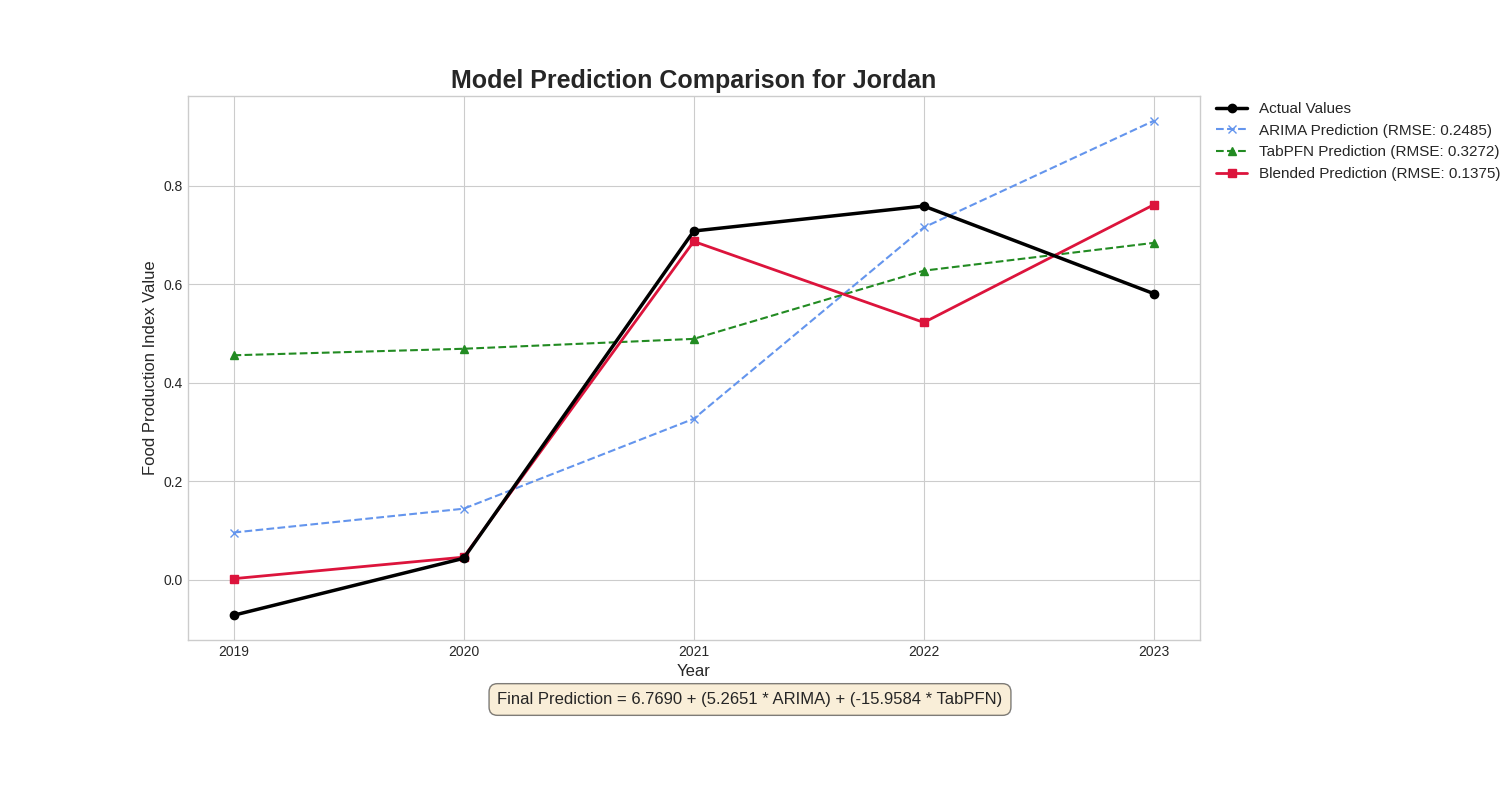 Model Prediction Comparison for Jordan
Actual Values
ARIMA Prediction (RMSE: 0.2485)
TabPFN Prediction (RMSE: 0.3272)
Blended Prediction (RMSE: 0.1375)
Food Production Index Value
0.8
0.6
0.4
0.2
0.0
2019 2020 2021 2022 2023
Year
Final Prediction = 6.7690 + (5.2651 * ARIMA) + (-15.9584 * TabPFN)